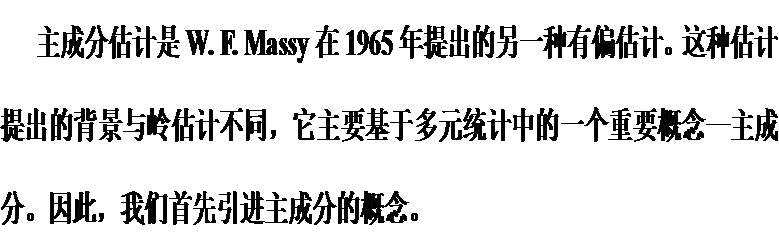 主成分估计是 W. F. Massy 在 1965 年提出的另一种有偏估计。这种估计
提出的背景与岭估计不同，它主要基于多元统计中的一个重要概念—主成
分。因此，我们首先引进主成分的概念。